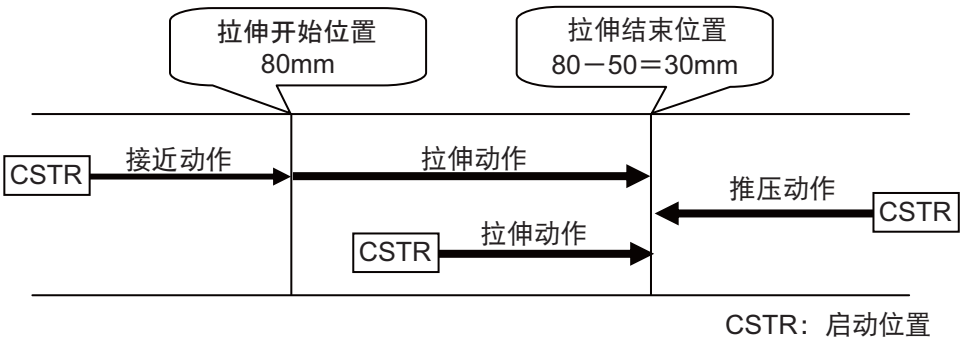 拉伸开始位置
80mm
拉伸结束位置
80－50＝30mm
CSTR
接近动作
拉伸动作
推压动作
CSTR
CSTR
拉伸动作
CSTR：启动位置